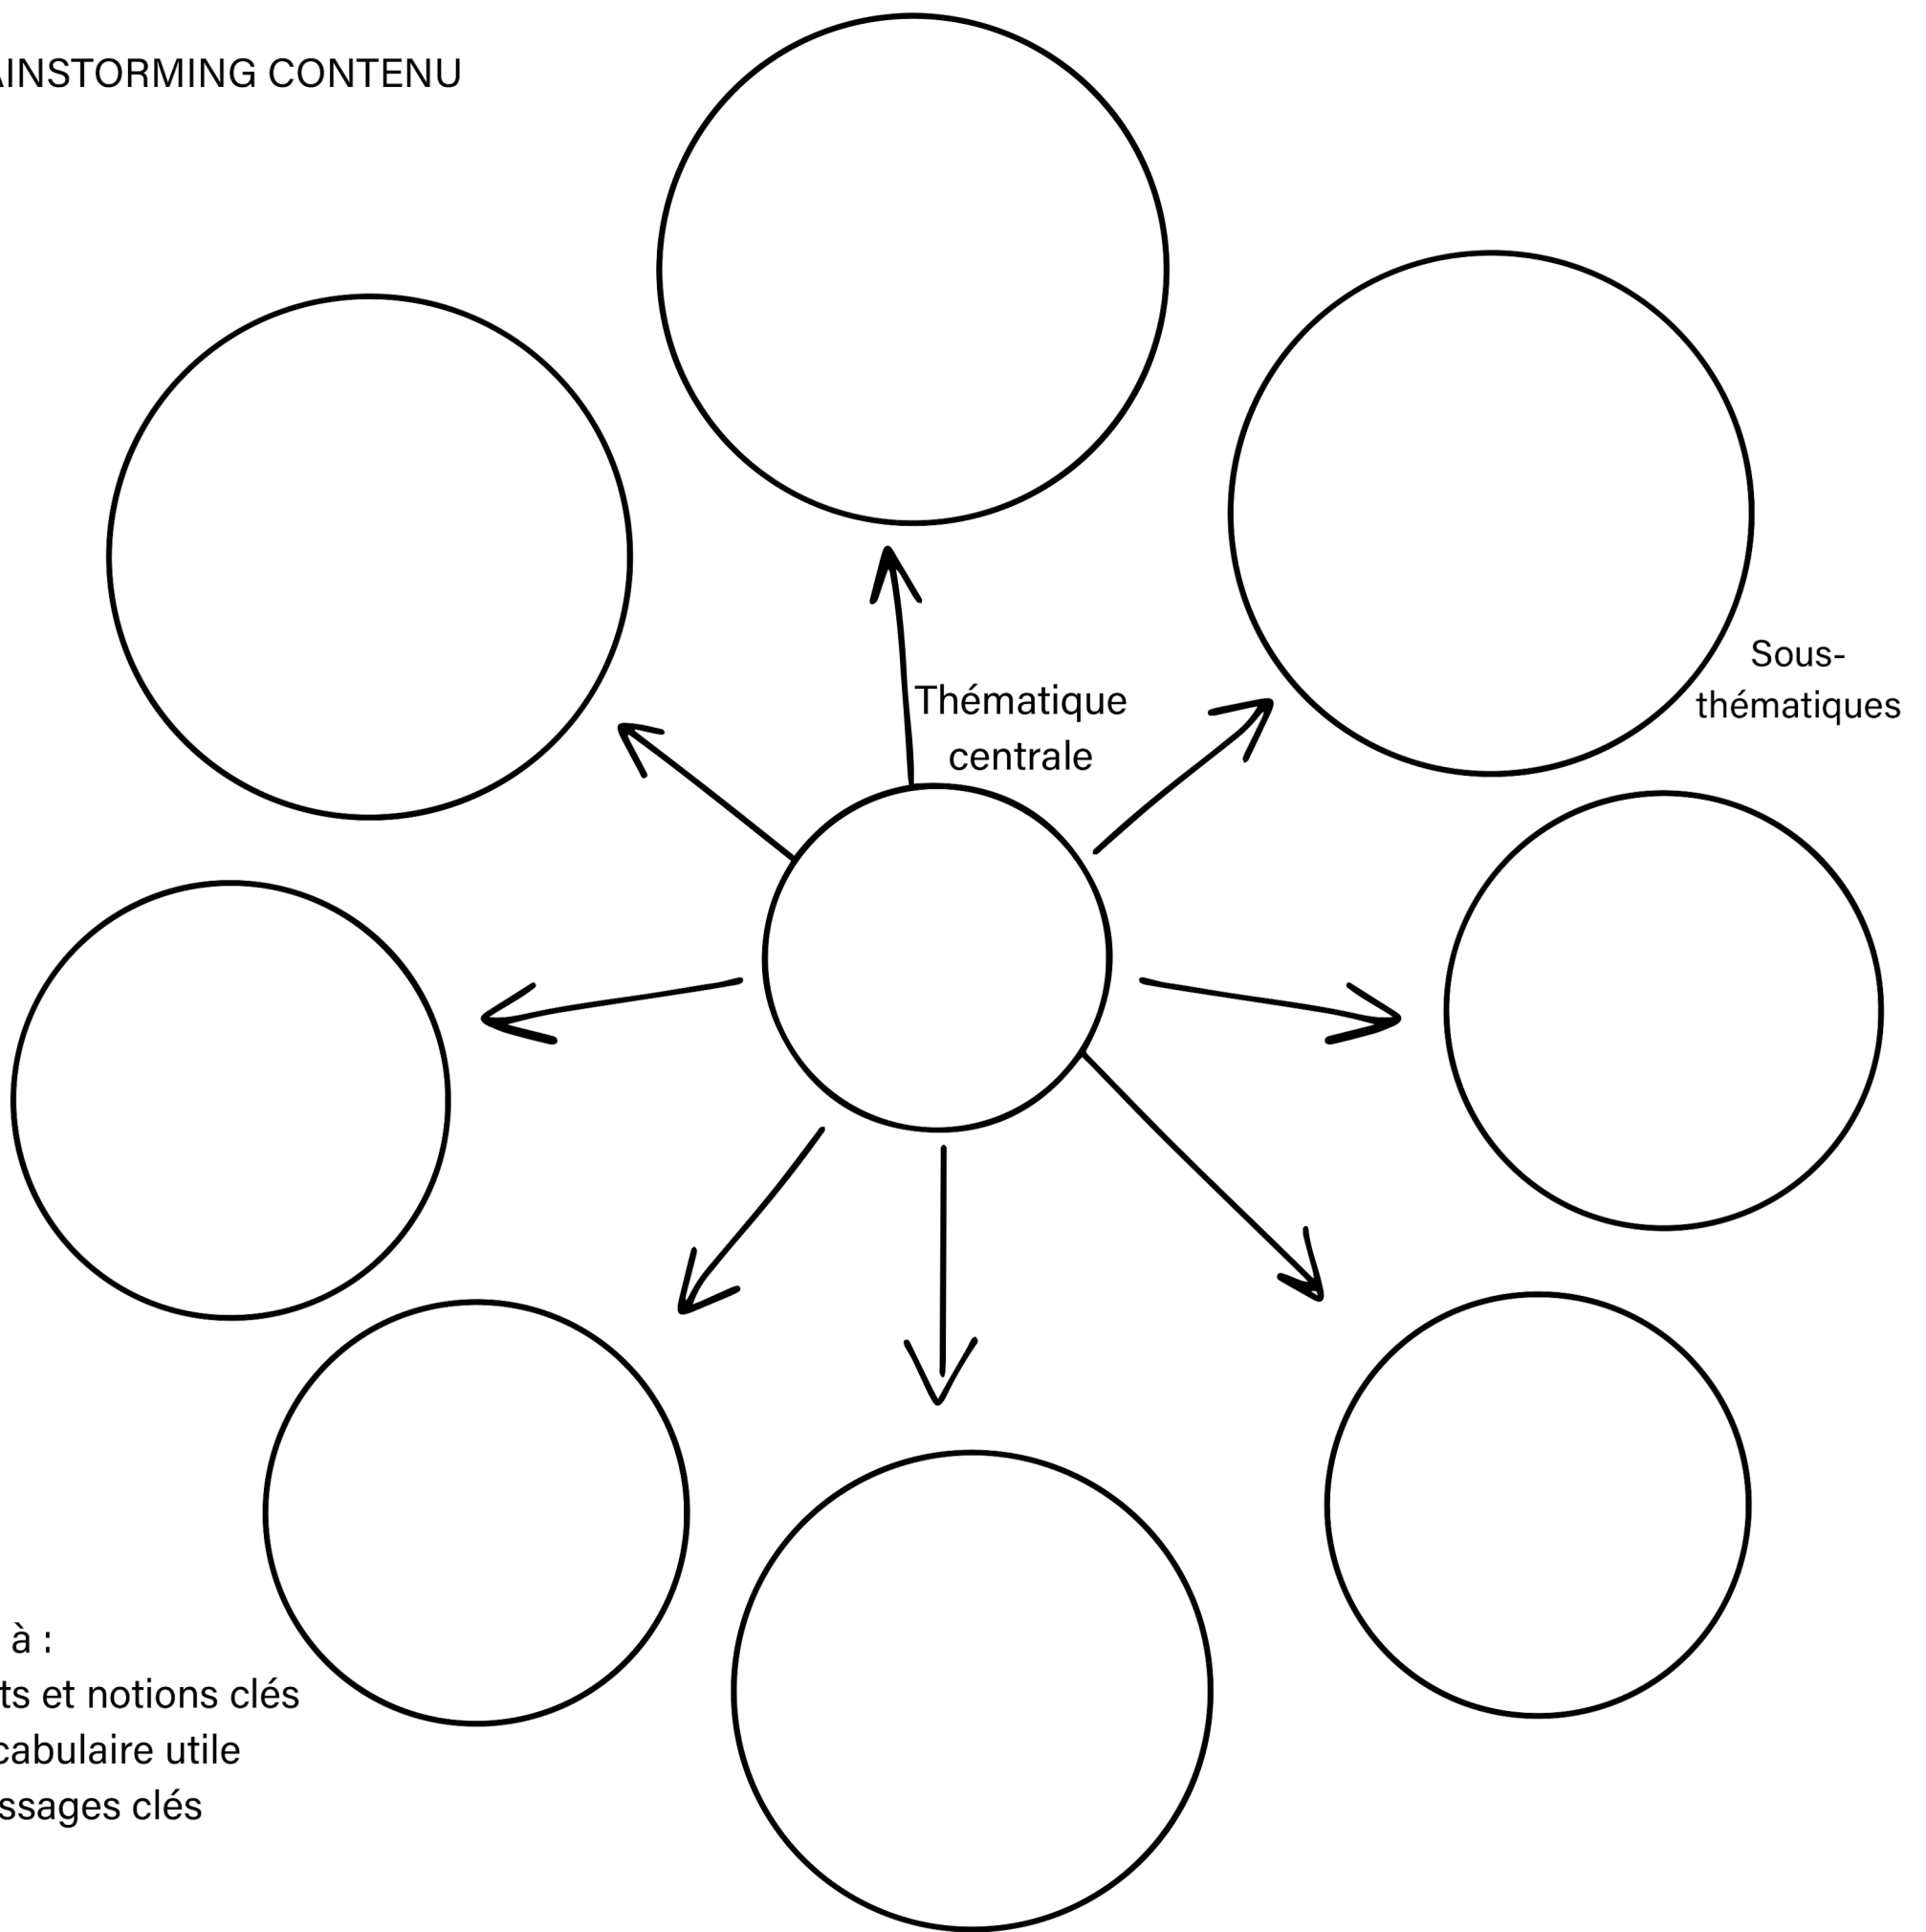 AINSTORMING CONTENU
Thématique
centrale
Sous-
thématiques
à :
ts et notions clés
cabulaire utile
ssages clés